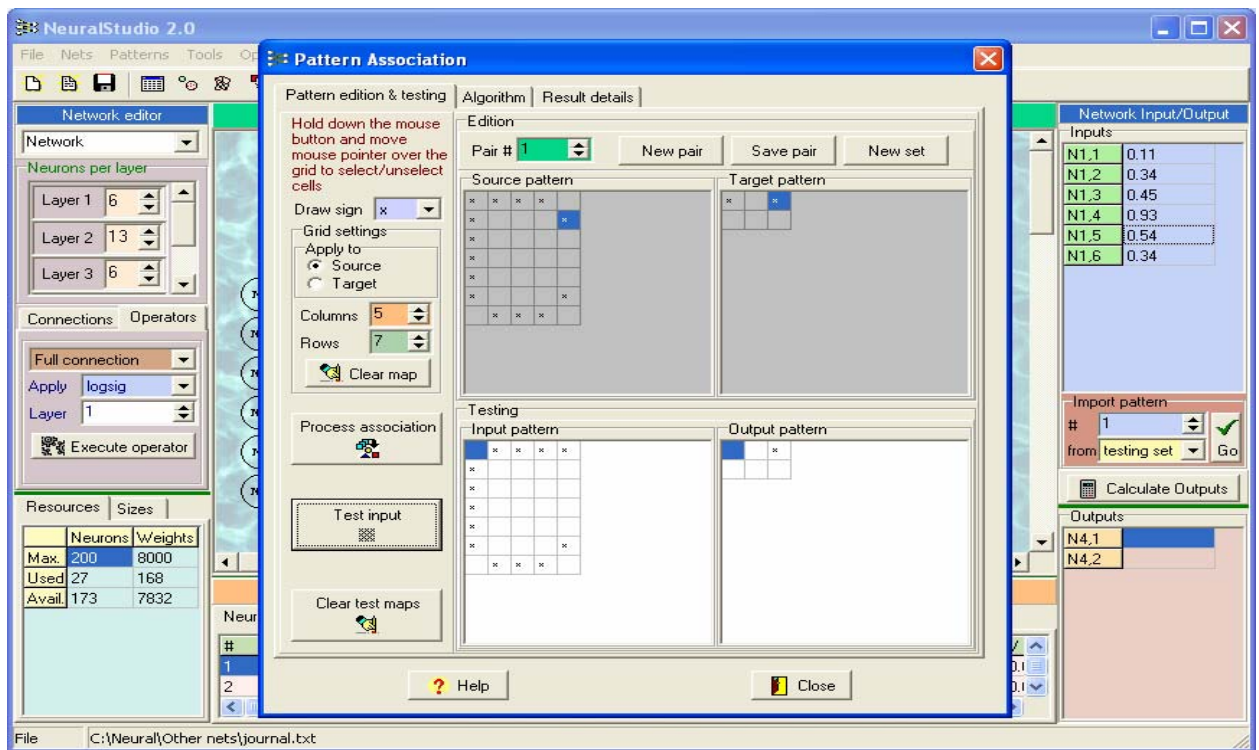 NeuralStudio 2.0
File Nets Patterns Tools
Network editor
Network
Neurons per layer
Layer 1 6
Layer 2 13
Layer 3 6
Connections Operators
Full connection
Apply logsig
Layer 1
Execute operator
Resources Sizes
Neurons Weights
Max. 200 8000
Used 27 168
Avail. 173 7832
Pattern Association
Pattern edition & testing Algorithm Result details
Hold down the mouse
button and move
mouse pointer over the
grid to select/unselect
cells
Draw sign x
Grid settings
Apply to
Source
Target
Columns 5
Rows 7
Clear map
Process association
Test input
Clear test maps
Edition
Pair # 1 New pair Save pair New set
Source pattern Target pattern
x x x x x x
x x
x
x
x
x x
x x x
Testing
Input pattern Output pattern
x x x x x
x
x
x
x
x x
x x x
? Help Close
Network Input/Output
Inputs
N1,1 0.11
N1,2 0.34
N1,3 0.45
N1,4 0.93
N1,5 0.54
N1,6 0.34
Import pattern
# 1
from testing set Go
Calculate Outputs
Outputs
N4,1
N4,2
#
1
2
File C:\Neural\Other nets\journal.txt